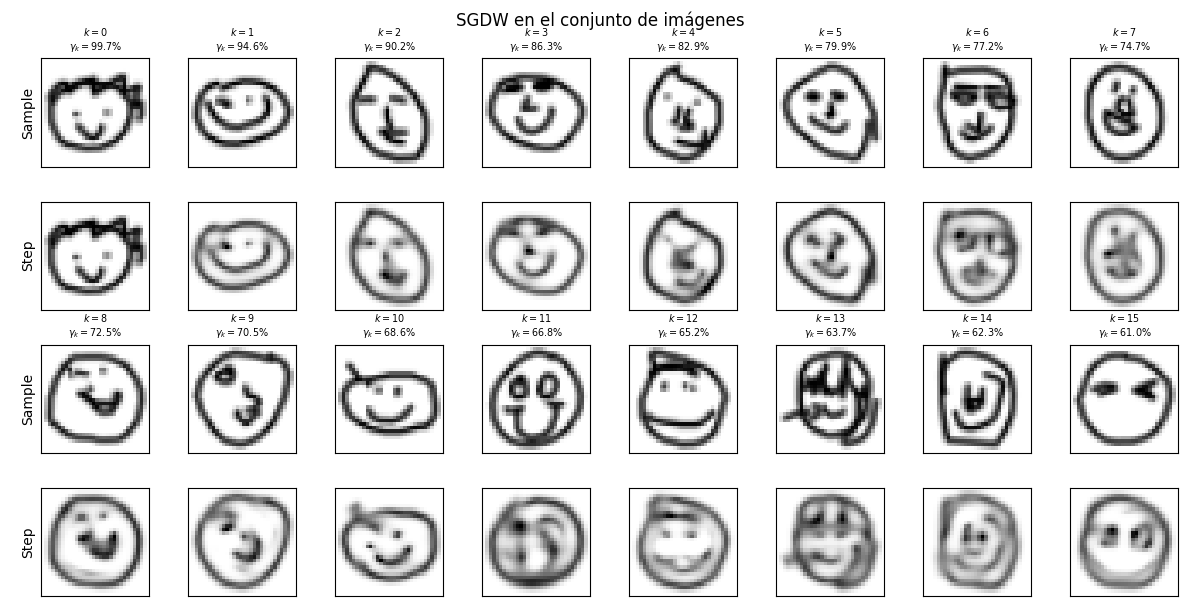 SGDW en el conjunto de imágenes
k = 0 k = 1 k = 2 k = 3 k = 4 k = 5 k = 6 k = 7
γk = 99.7% γk = 94.6% γk = 90.2% γk = 86.3% γk = 82.9% γk = 79.9% γk = 77.2% γk = 74.7%
Sample
Step
k = 8 k = 9 k = 10 k = 11 k = 12 k = 13 k = 14 k = 15
γk = 72.5% γk = 70.5% γk = 68.6% γk = 66.8% γk = 65.2% γk = 63.7% γk = 62.3% γk = 61.0%
Sample
Step